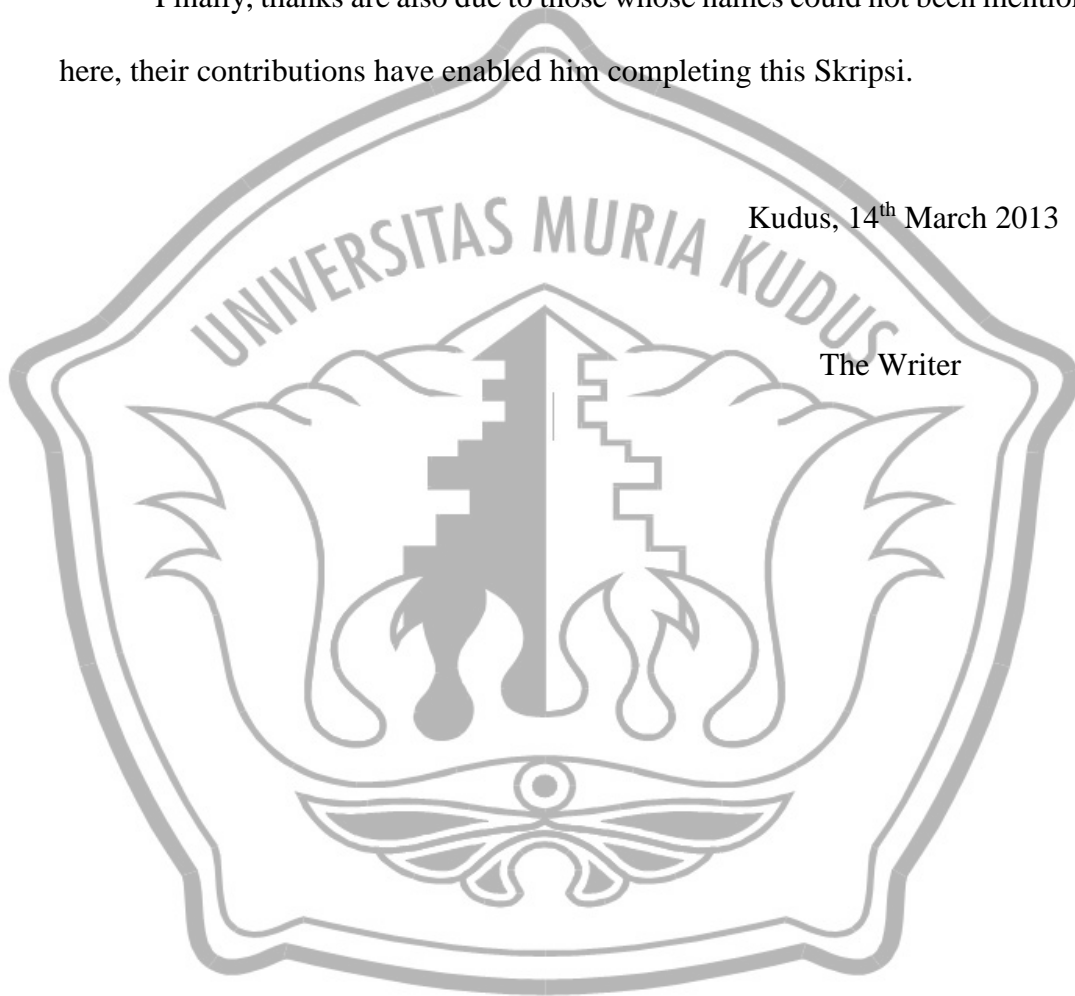 Finally, thanks are also due to those whose names could not been mention
here, their contributions have enabled him completing this Skripsi.
UNIVERSITAS MURIA KUDUS
Kudus, 14th March 2013
The Writer